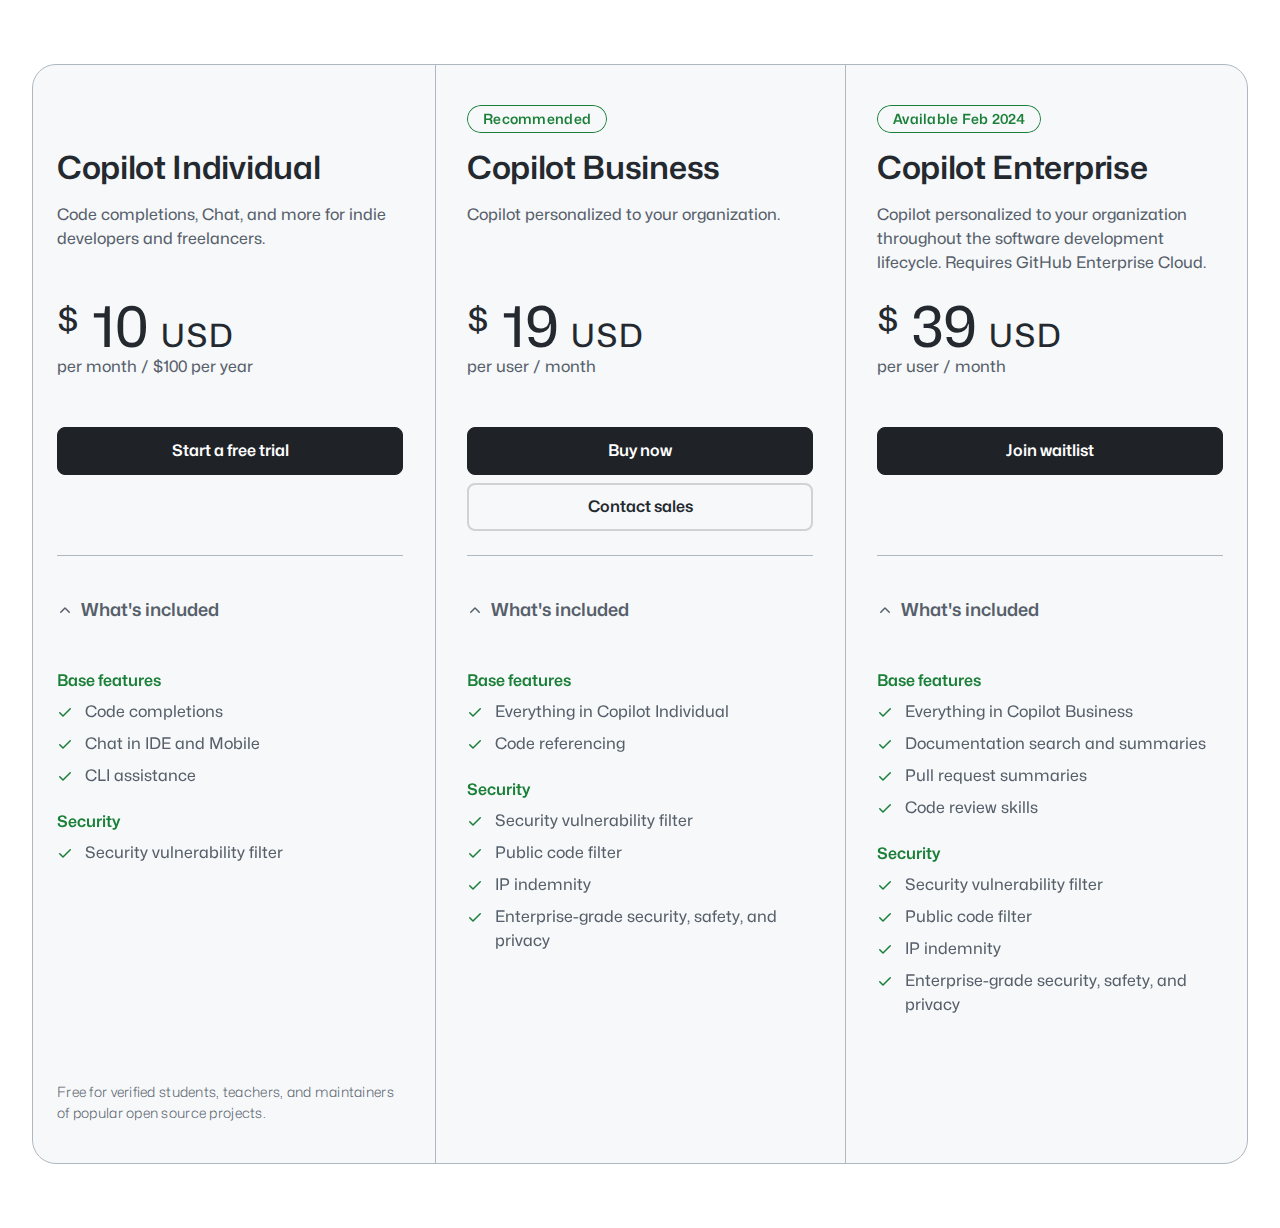 Copilot Individual
Code completions, Chat, and more for indie
developers and freelancers.
$ 10 USD
per month / $100 per year
Start a free trial
What's included
Base features
Code completions
Chat in IDE and Mobile
CLI assistance
Security
Security vulnerability filter
Free for verified students, teachers, and maintainers
of popular open source projects.
Recommended
Copilot Business
Copilot personalized to your organization.
$ 19 USD
per user / month
Buy now
Contact sales
What's included
Base features
Everything in Copilot Individual
Code referencing
Security
Security vulnerability filter
Public code filter
IP indemnity
Enterprise-grade security, safety, and
privacy
Available Feb 2024
Copilot Enterprise
Copilot personalized to your organization
throughout the software development
lifecycle. Requires GitHub Enterprise Cloud.
$ 39 USD
per user / month
Join waitlist
What's included
Base features
Everything in Copilot Business
Documentation search and summaries
Pull request summaries
Code review skills
Security
Security vulnerability filter
Public code filter
IP indemnity
Enterprise-grade security, safety, and
privacy